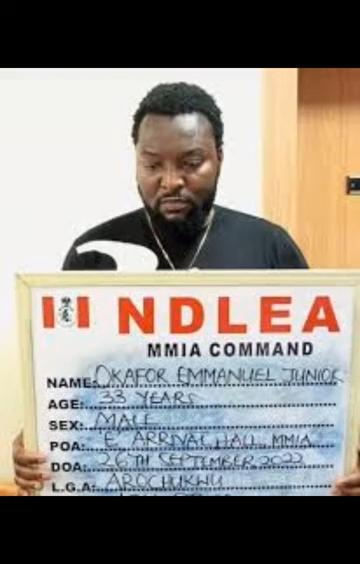 NDLEA
MMIA COMMAND
NAME: OKAFOR EMMANUEL JUNIOR
AGE: 33 YEARS
SEX: MALE
POA: E ARRIVAL HALL, MMIA
DOA: 26TH SEPTEMBER 2022
L.G.A: AROCHUKWU